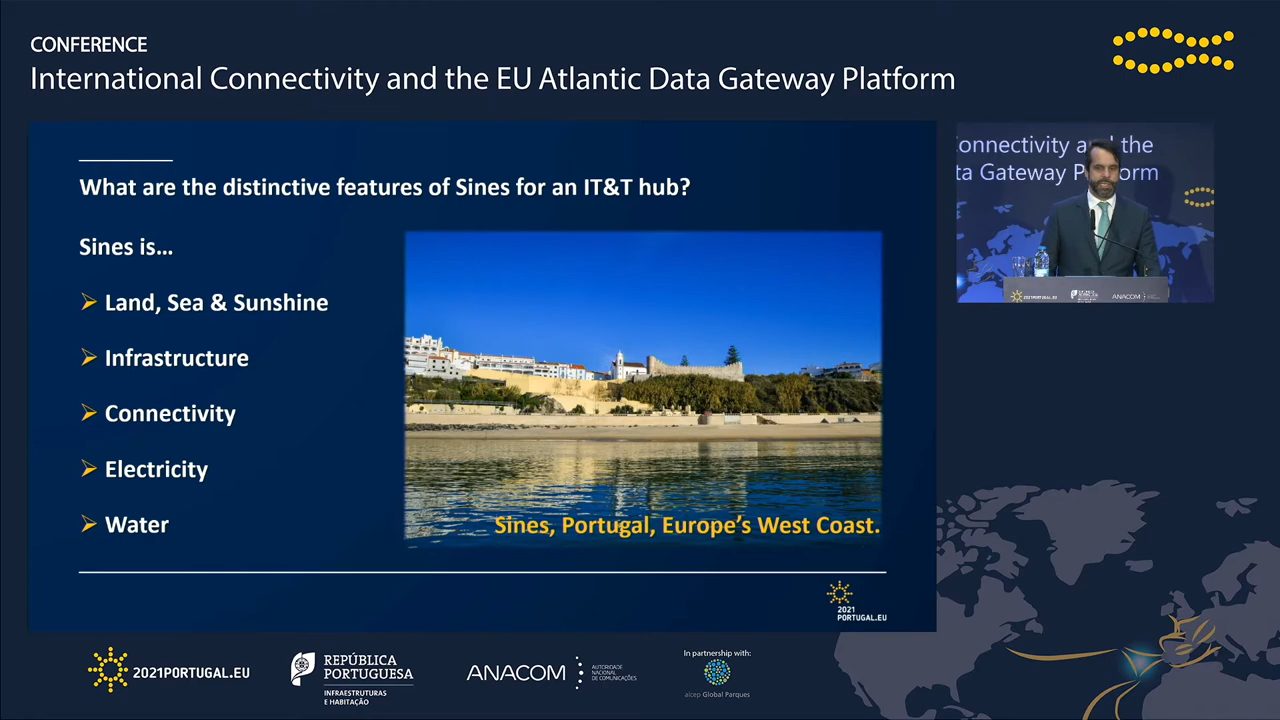 CONFERENCE
International Connectivity and the EU Atlantic Data Gateway Platform
What are the distinctive features of Sines for an IT&T hub?
Sines is...
Land, Sea & Sunshine
Infrastructure
Connectivity
Electricity
Water
Sines, Portugal, Europe's West Coast.
2021
PORTUGAL.EU
onnectivity and the
ta Gateway Platform
2021PORTUGAL.EU
ANACOM
2021PORTUGAL.EU
REPÚBLICA
PORTUGUESA
INFRAESTRUTURAS
E HABITAÇÃO
ANACOM
AUTORIDADE
NACIONAL
DE COMUNICAÇÕES
In partnership with:
aicep Global Parques